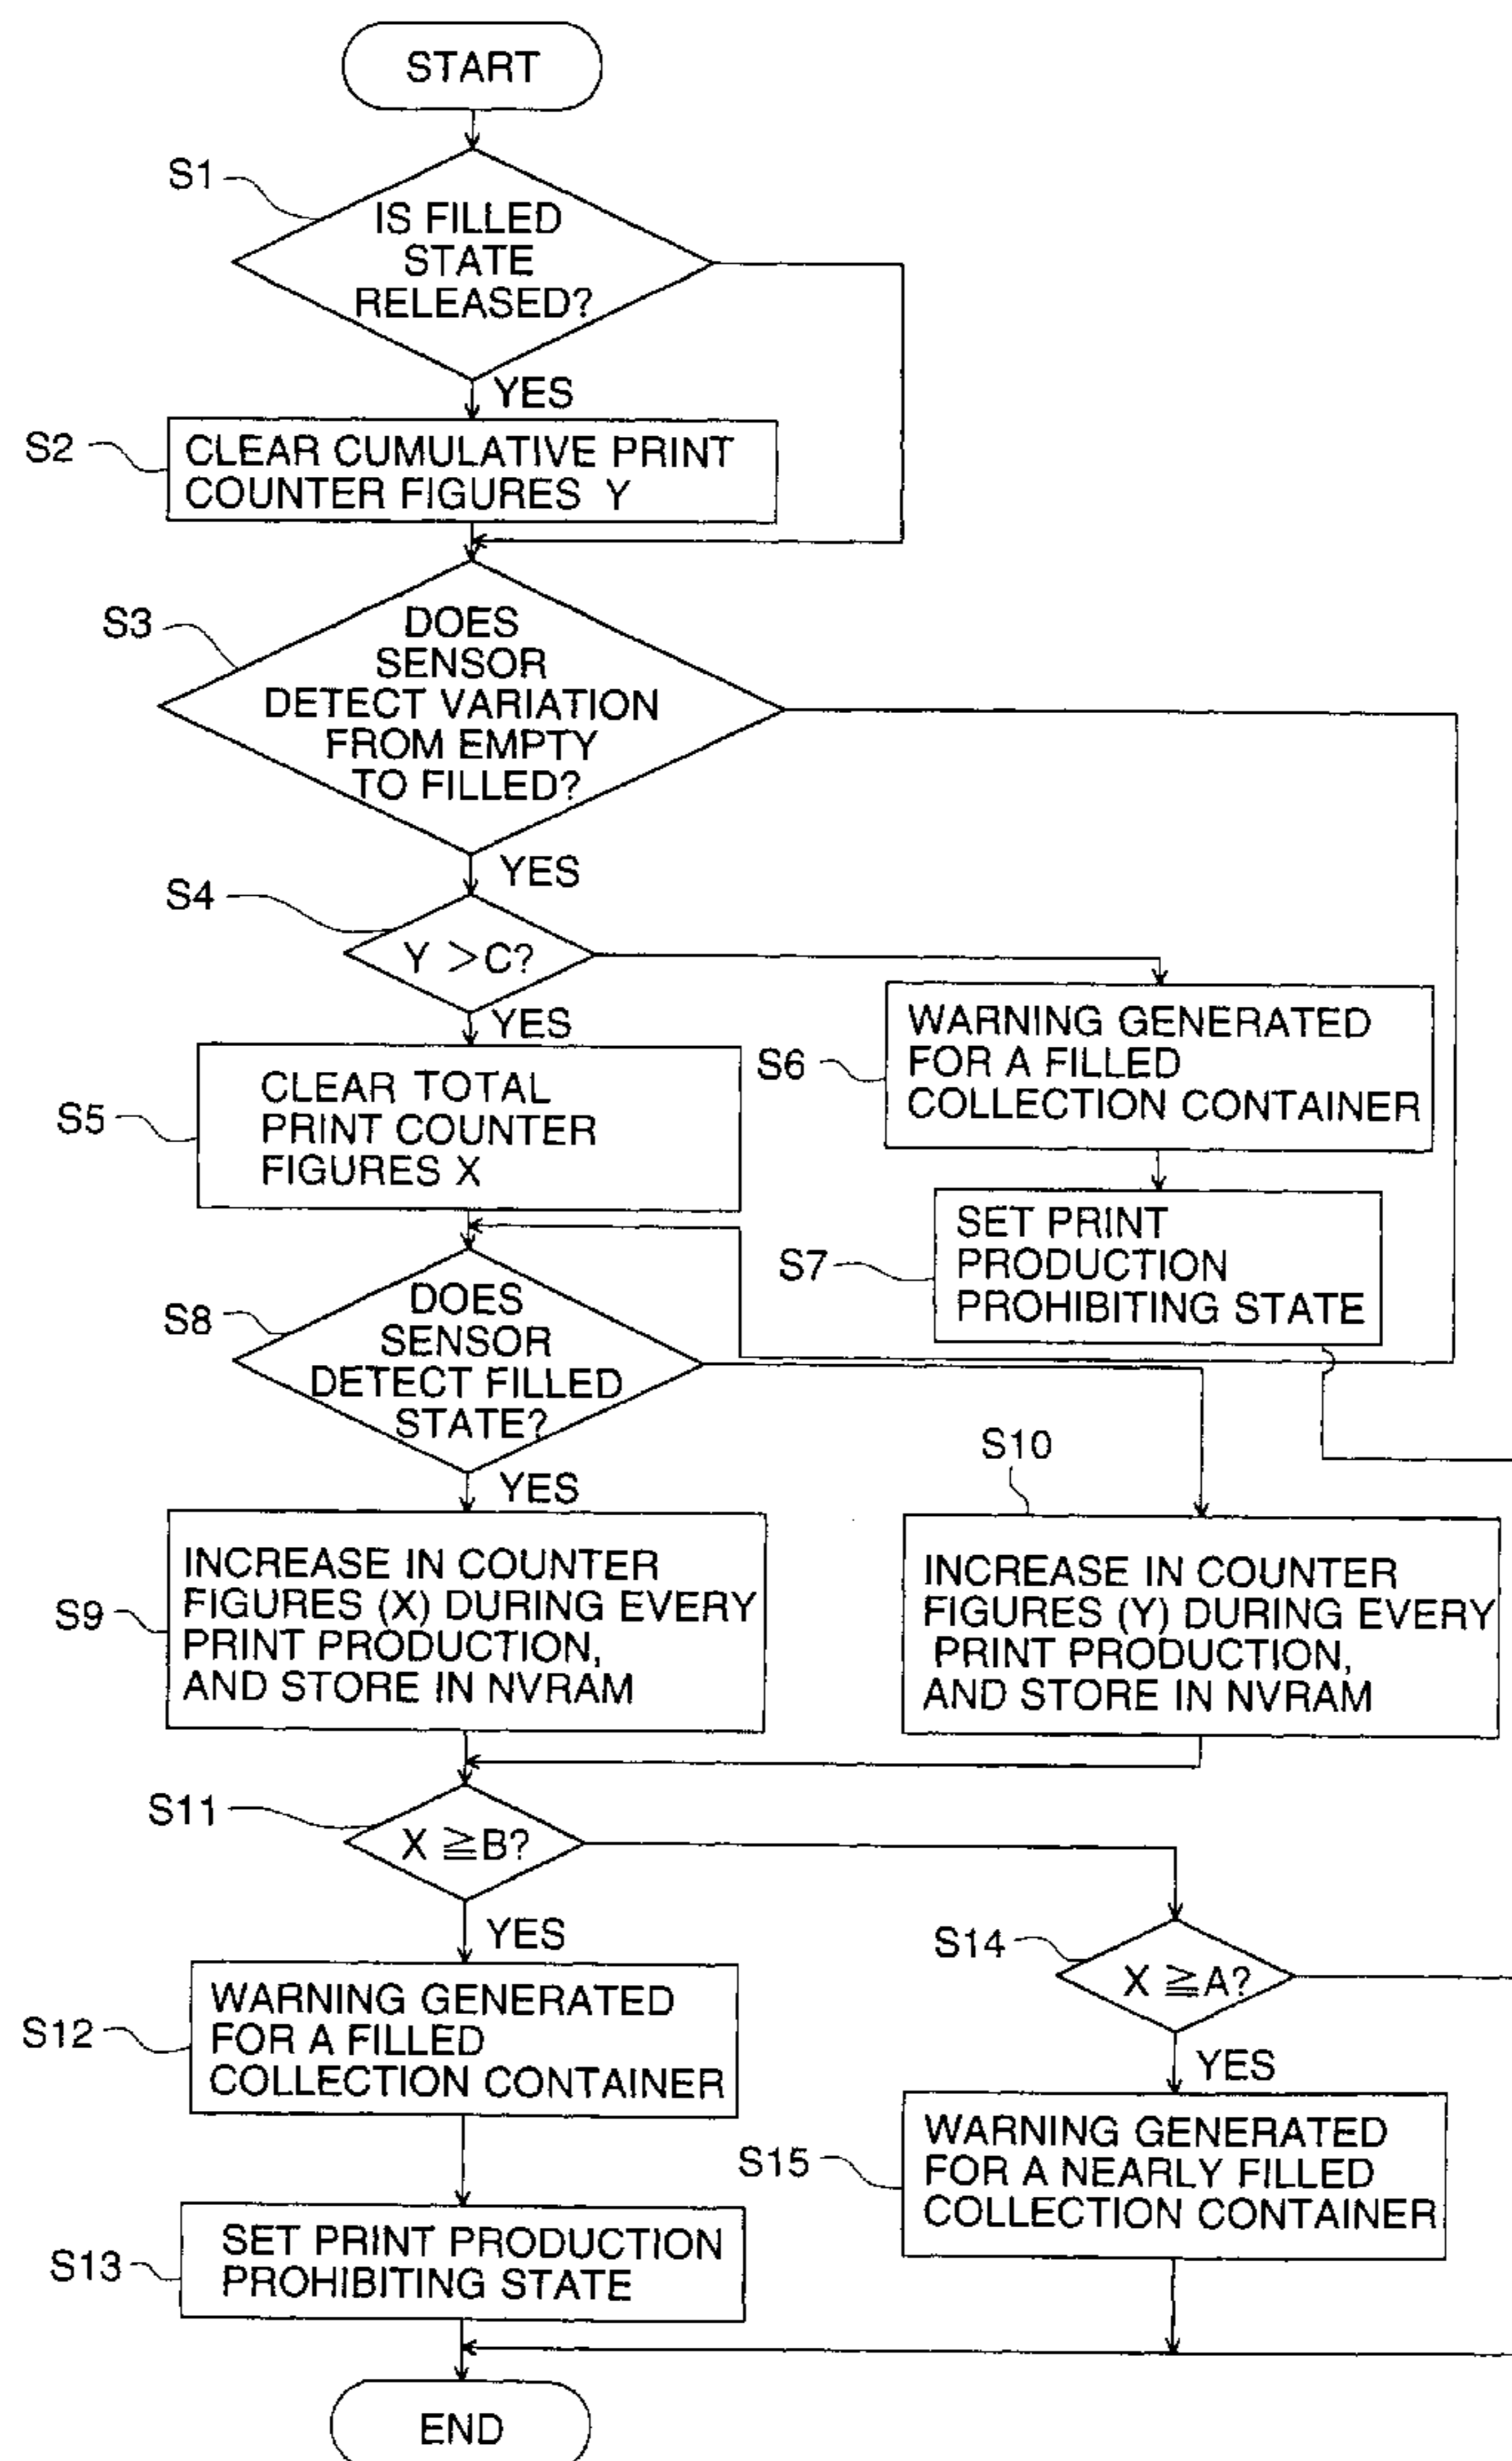 START
S1
IS FILLED
STATE
RELEASED?
YES
S2
CLEAR CUMULATIVE PRINT
COUNTER FIGURES Y
S3
DOES
SENSOR
DETECT VARIATION
FROM EMPTY
TO FILLED?
YES
S4
Y >C?
YES
S5
CLEAR TOTAL
PRINT COUNTER
FIGURES X
S6
WARNING GENERATED
FOR A FILLED
COLLECTION CONTAINER
S7
SET PRINT
PRODUCTION
PROHIBITING STATE
S8
DOES
SENSOR
DETECT FILLED
STATE?
YES
S9
INCREASE IN COUNTER
FIGURES (X) DURING EVERY
PRINT PRODUCTION,
AND STORE IN NVRAM
S10
INCREASE IN COUNTER
FIGURES (Y) DURING EVERY
PRINT PRODUCTION,
AND STORE IN NVRAM
S11
X ≧B?
YES
S12
WARNING GENERATED
FOR A FILLED
COLLECTION CONTAINER
S13
SET PRINT PRODUCTION
PROHIBITING STATE
S14
X ≧A?
YES
S15
WARNING GENERATED
FOR A NEARLY FILLED
COLLECTION CONTAINER
END